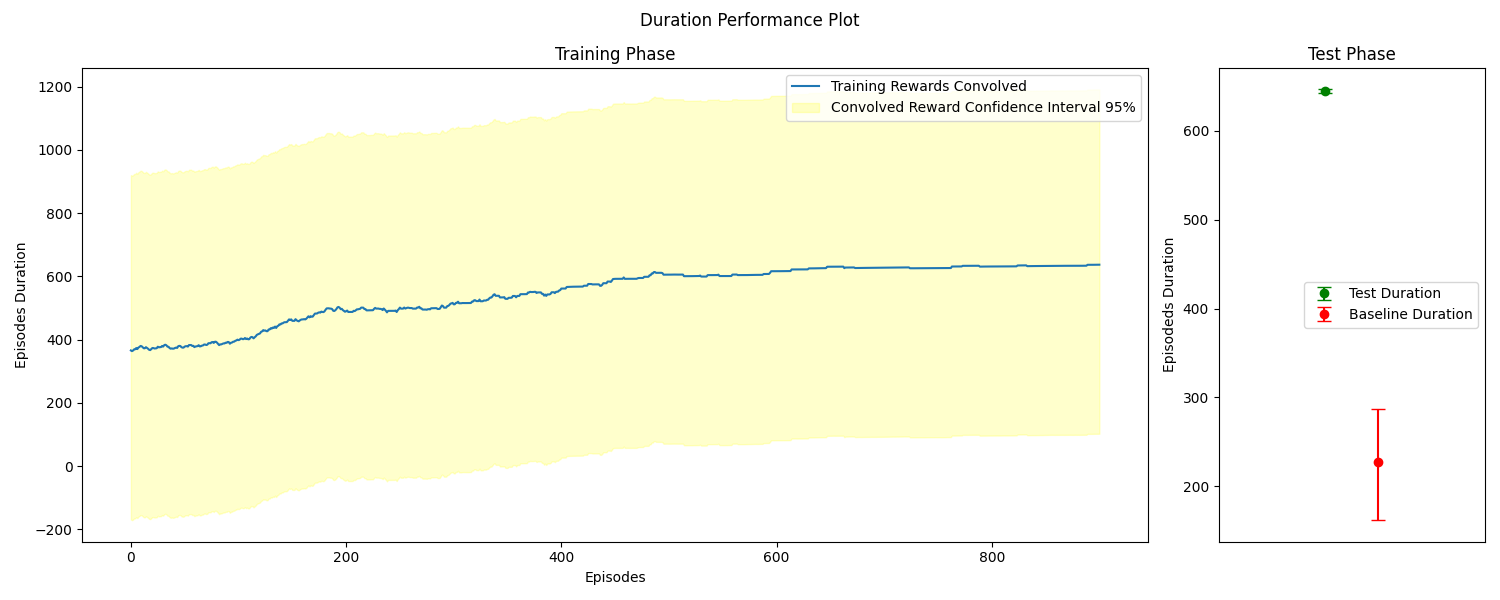 Duration Performance Plot
Training Phase
Test Phase
1200
1000
800
600
400
200
0
−200
0
200
400
600
800
Episodes Duration
Episodes
Training Rewards Convolved
Convolved Reward Confidence Interval 95%
600
500
400
300
200
Episodeds Duration
Test Duration
Baseline Duration